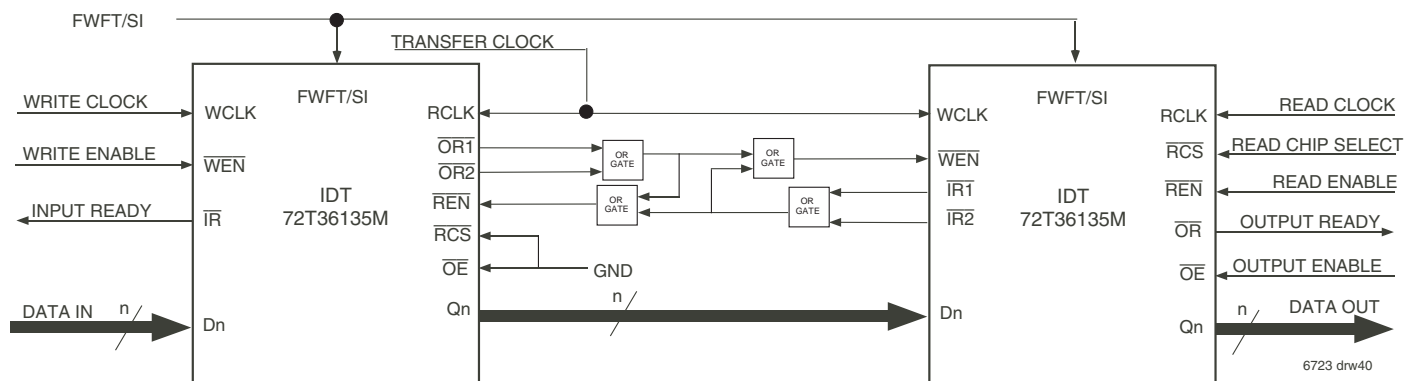 FWFT/SI
TRANSFER CLOCK
WRITE CLOCK
WCLK
FWFT/SI
RCLK
WCLK
FWFT/SI
RCLK
READ CLOCK
WRITE ENABLE
WEN
OR1
OR GATE
OR GATE
WEN
RCS
READ CHIP SELECT
OR2
IDT
72T36135M
REN
OR GATE
OR GATE
IR1
IR2
IDT
72T36135M
REN
READ ENABLE
INPUT READY
IR
RCS
OR
OUTPUT READY
OE
GND
OE
OUTPUT ENABLE
DATA IN
n
Dn
Qn
n
Dn
Qn
n
DATA OUT
6723 drw40